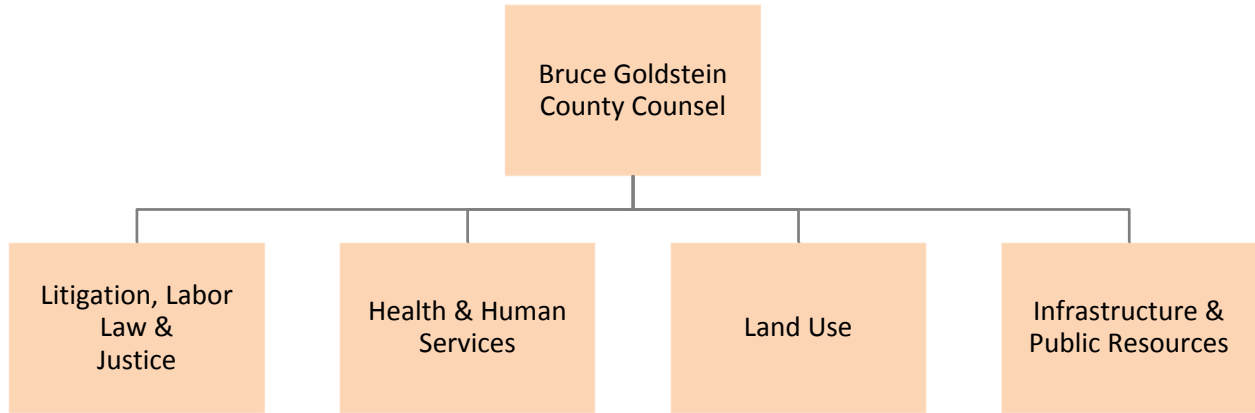 Bruce Goldstein
County Counsel
Litigation, Labor
Law &
Justice
Health & Human
Services
Land Use
Infrastructure &
Public Resources